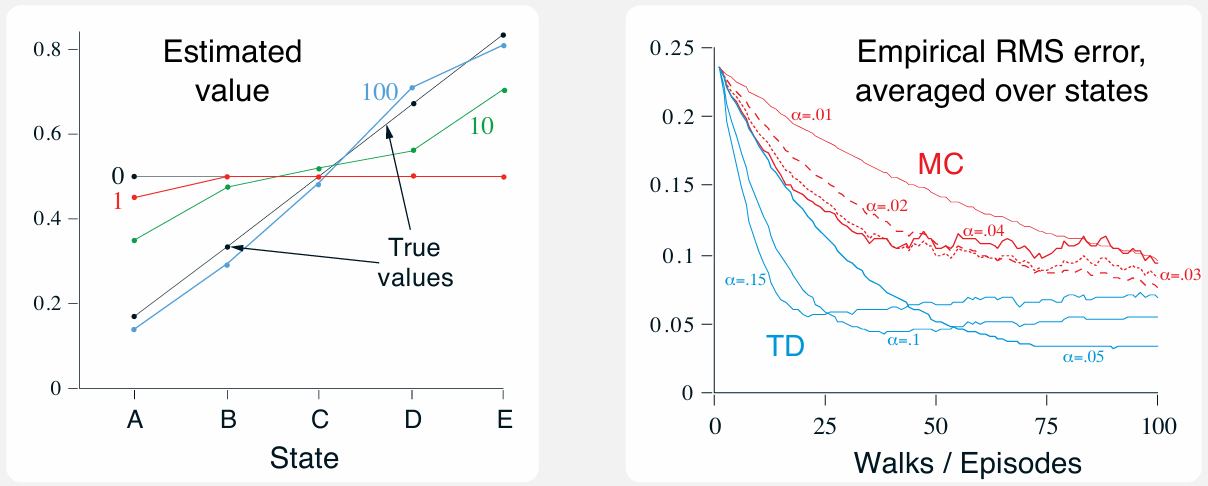 Estimated
value
0.8
0.6
0.4
0.2
0
0
1
10
100
True
values
A B C D E
State
Empirical RMS error,
averaged over states
0.25
0.2
0.15
0.1
0.05
0
α=.01
MC
α=.02
α=.04
α=.03
α=.15
TD
α=.1
α=.05
0 25 50 75 100
Walks / Episodes